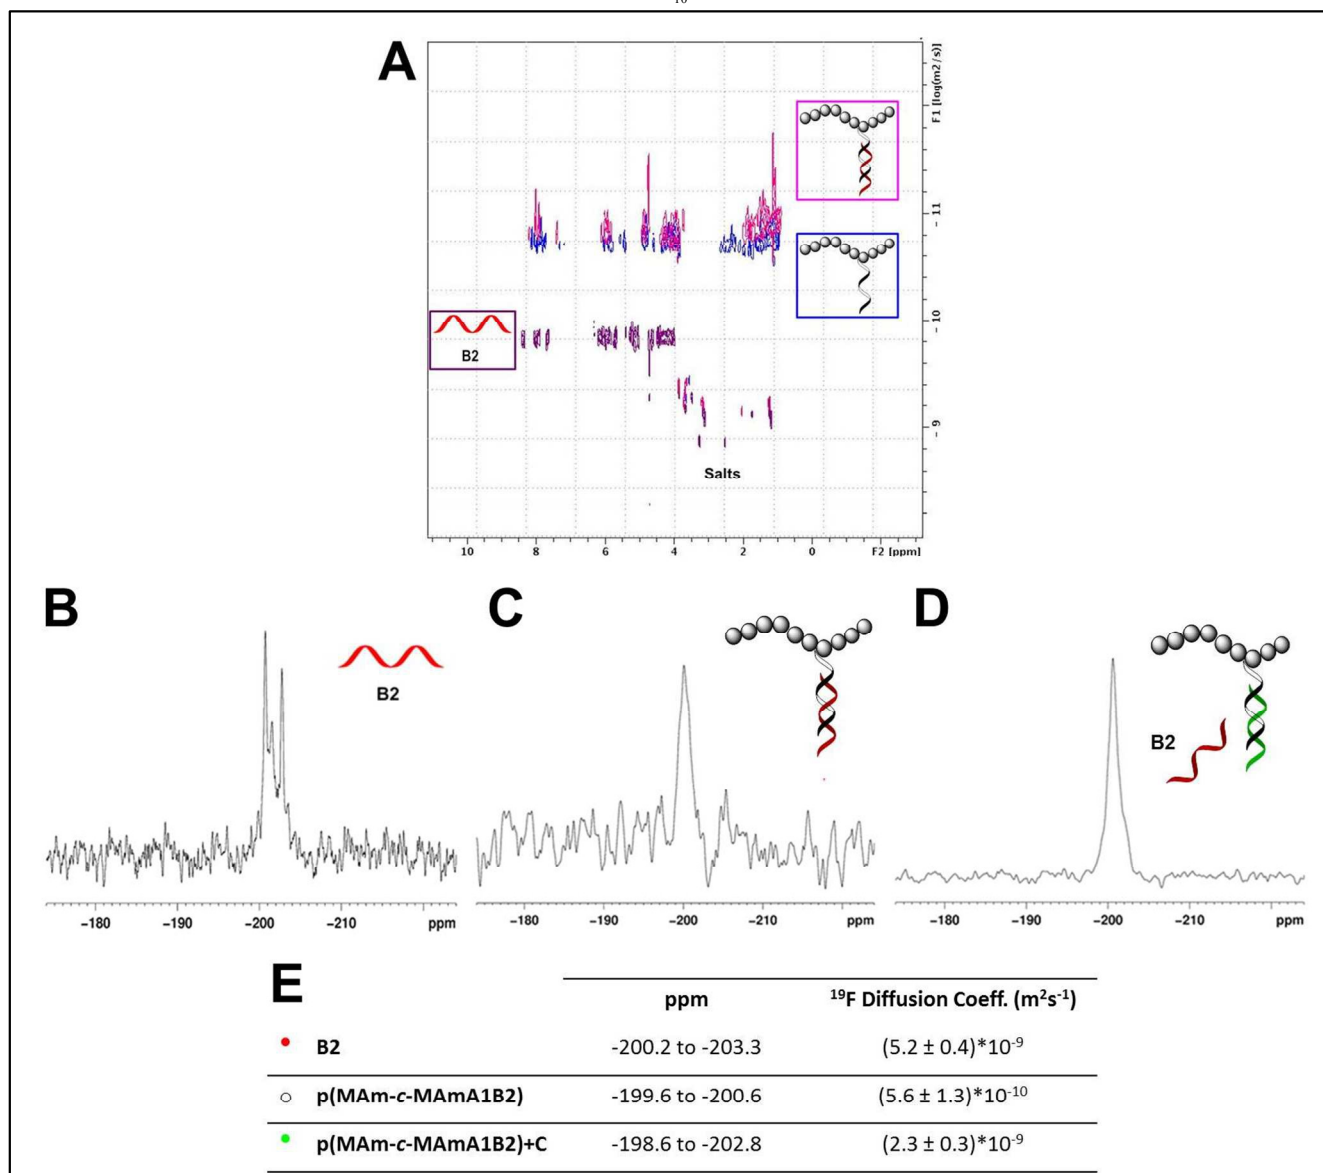 10
A
F1 [log(m2/s)]
- 11
- 10
- 9
B2
Salts
10 8 6 4 2 0 F2 [ppm]
B C D
B2
B2
−180 −190 −200 −210 ppm
−180 −190 −200 −210 ppm
−180 −190 −200 −210 ppm
E
ppm ¹⁹F Diffusion Coeff. (m²s⁻¹)
B2 -200.2 to -203.3 (5.2 ± 0.4)*10⁻⁹
p(MAm-c-MAmA1B2) -199.6 to -200.6 (5.6 ± 1.3)*10⁻¹⁰
p(MAm-c-MAmA1B2)+C -198.6 to -202.8 (2.3 ± 0.3)*10⁻⁹